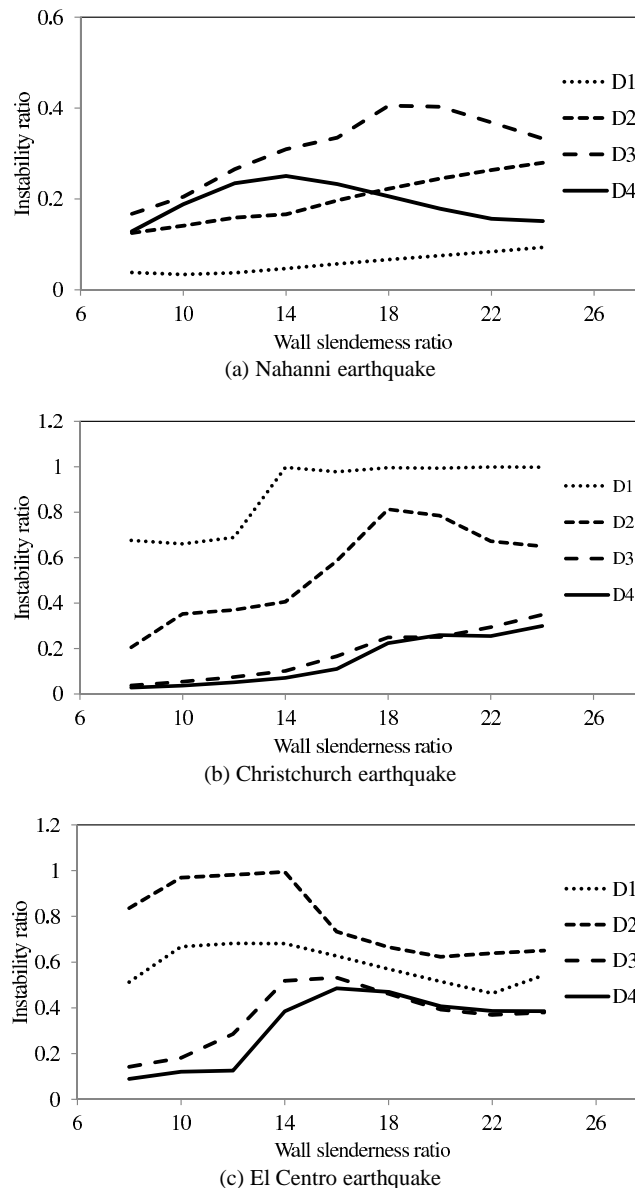 0.6
0.4
0.2
0
6
10
14
18
22
26
Instability ratio
Wall slenderness ratio
D1
D2
D3
D4
(a) Nahanni earthquake
1.2
1
0.8
0.6
0.4
0.2
0
6
10
14
18
22
26
Instability ratio
Wall slenderness ratio
D1
D2
D3
D4
(b) Christchurch earthquake
1.2
1
0.8
0.6
0.4
0.2
0
6
10
14
18
22
26
Instability ratio
Wall slenderness ratio
D1
D2
D3
D4
(c) El Centro earthquake